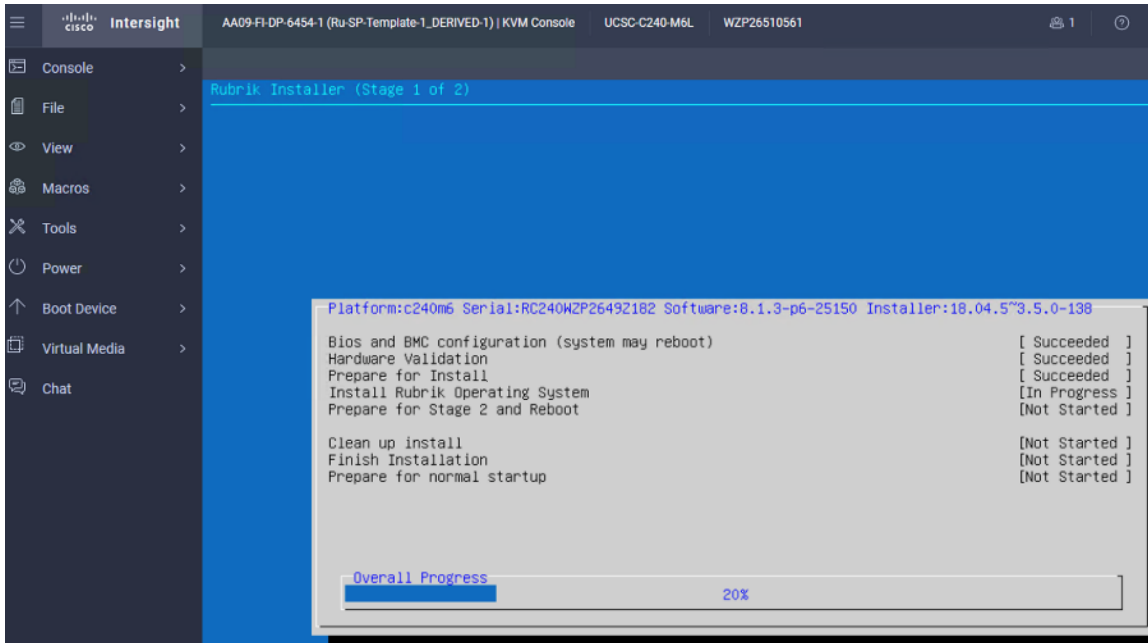 cisco Intersight
AA09-FI-DP-6454-1 (Ru-SP-Template-1_DERIVED-1) | KVM Console UCSC-C240-M6L WZP26510561 1
Console
File
View
Macros
Tools
Power
Boot Device
Virtual Media
Chat
Rubrik Installer (Stage 1 of 2)
Platform:c240m6 Serial:RC240WZP2649Z182 Software:8.1.3-p6-25150 Installer:18.04.5~3.5.0-138
Bios and BMC configuration (system may reboot) [ Succeeded ]
Hardware Validation [ Succeeded ]
Prepare for Install [ Succeeded ]
Install Rubrik Operating System [In Progress ]
Prepare for Stage 2 and Reboot [Not Started ]
Clean up install [Not Started ]
Finish Installation [Not Started ]
Prepare for normal startup [Not Started ]
Overall Progress
20%